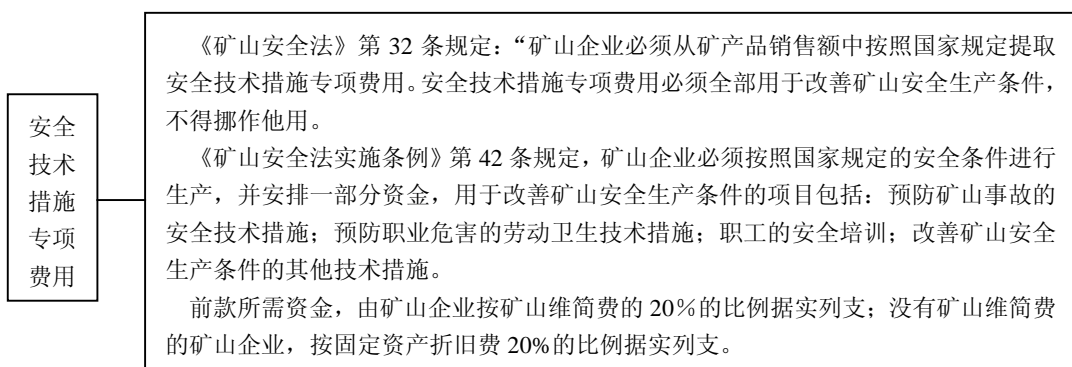 安全
技术
措施
专项
费用
《矿山安全法》第 32 条规定：“矿山企业必须从矿产品销售额中按照国家规定提取
安全技术措施专项费用。安全技术措施专项费用必须全部用于改善矿山安全生产条件，
不得挪作他用。
《矿山安全法实施条例》第 42 条规定，矿山企业必须按照国家规定的安全条件进行
生产，并安排一部分资金，用于改善矿山安全生产条件的项目包括：预防矿山事故的
安全技术措施；预防职业危害的劳动卫生技术措施；职工的安全培训；改善矿山安全
生产条件的其他技术措施。
前款所需资金，由矿山企业按矿山维简费的 20％的比例据实列支；没有矿山维简费
的矿山企业，按固定资产折旧费 20%的比例据实列支。